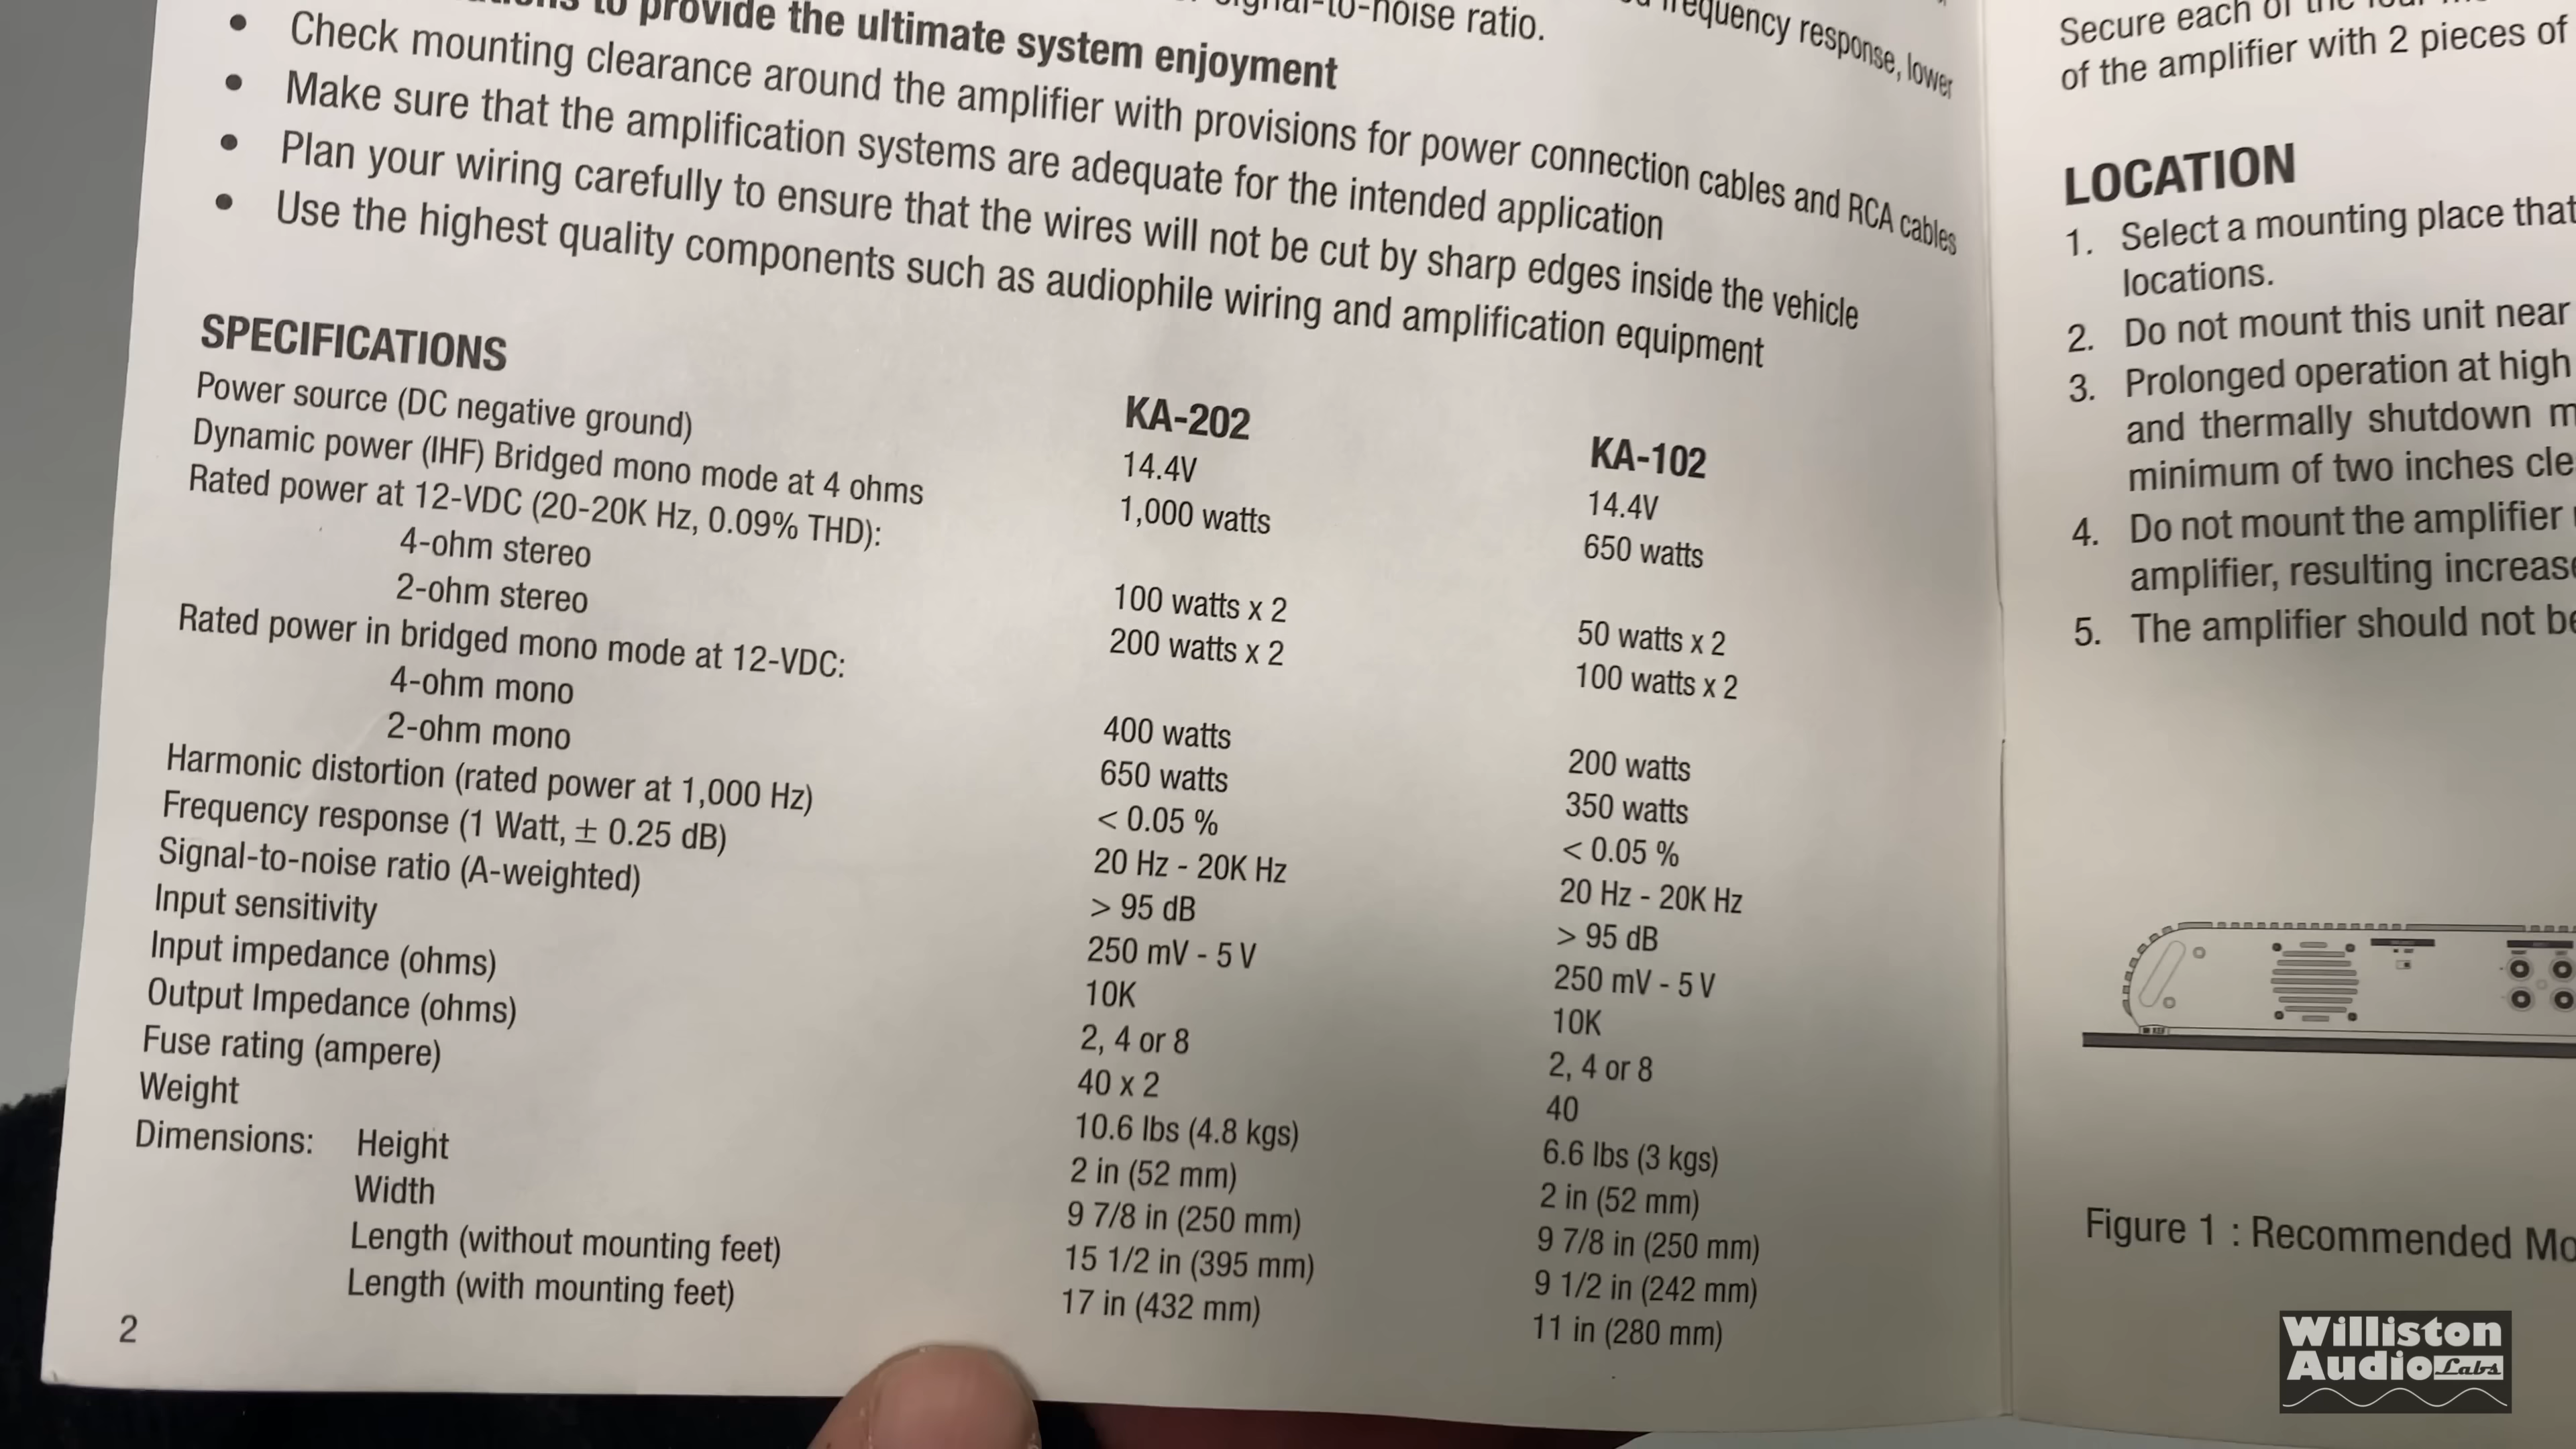 to provide the ultimate system enjoyment
signal-to-noise ratio.
frequency response, lower
• Check mounting clearance around the amplifier with provisions for power connection cables and RCA cables
• Make sure that the amplification systems are adequate for the intended application
• Plan your wiring carefully to ensure that the wires will not be cut by sharp edges inside the vehicle
• Use the highest quality components such as audiophile wiring and amplification equipment
SPECIFICATIONS KA-202 KA-102
Power source (DC negative ground) 14.4V 14.4V
Dynamic power (IHF) Bridged mono mode at 4 ohms 1,000 watts 650 watts
Rated power at 12-VDC (20-20K Hz, 0.09% THD):
4-ohm stereo 100 watts x 2 50 watts x 2
2-ohm stereo 200 watts x 2 100 watts x 2
Rated power in bridged mono mode at 12-VDC:
4-ohm mono 400 watts 200 watts
2-ohm mono 650 watts 350 watts
Harmonic distortion (rated power at 1,000 Hz) < 0.05 % < 0.05 %
Frequency response (1 Watt, ± 0.25 dB) 20 Hz - 20K Hz 20 Hz - 20K Hz
Signal-to-noise ratio (A-weighted) > 95 dB > 95 dB
Input sensitivity 250 mV - 5 V 250 mV - 5 V
Input impedance (ohms) 10K 10K
Output Impedance (ohms) 2, 4 or 8 2, 4 or 8
Fuse rating (ampere) 40 x 2 40
Weight 10.6 lbs (4.8 kgs) 6.6 lbs (3 kgs)
Dimensions: Height 2 in (52 mm) 2 in (52 mm)
Width 9 7/8 in (250 mm) 9 7/8 in (250 mm)
Length (without mounting feet) 15 1/2 in (395 mm) 9 1/2 in (242 mm)
Length (with mounting feet) 17 in (432 mm) 11 in (280 mm)
2
Secure each of the
of the amplifier with 2 pieces of
LOCATION
1. Select a mounting place that
locations.
2. Do not mount this unit near
3. Prolonged operation at high
and thermally shutdown
minimum of two inches
4. Do not mount the amplifier
amplifier, resulting
5. The amplifier should not
Figure 1 : Recommended
Williston
Audio Labs